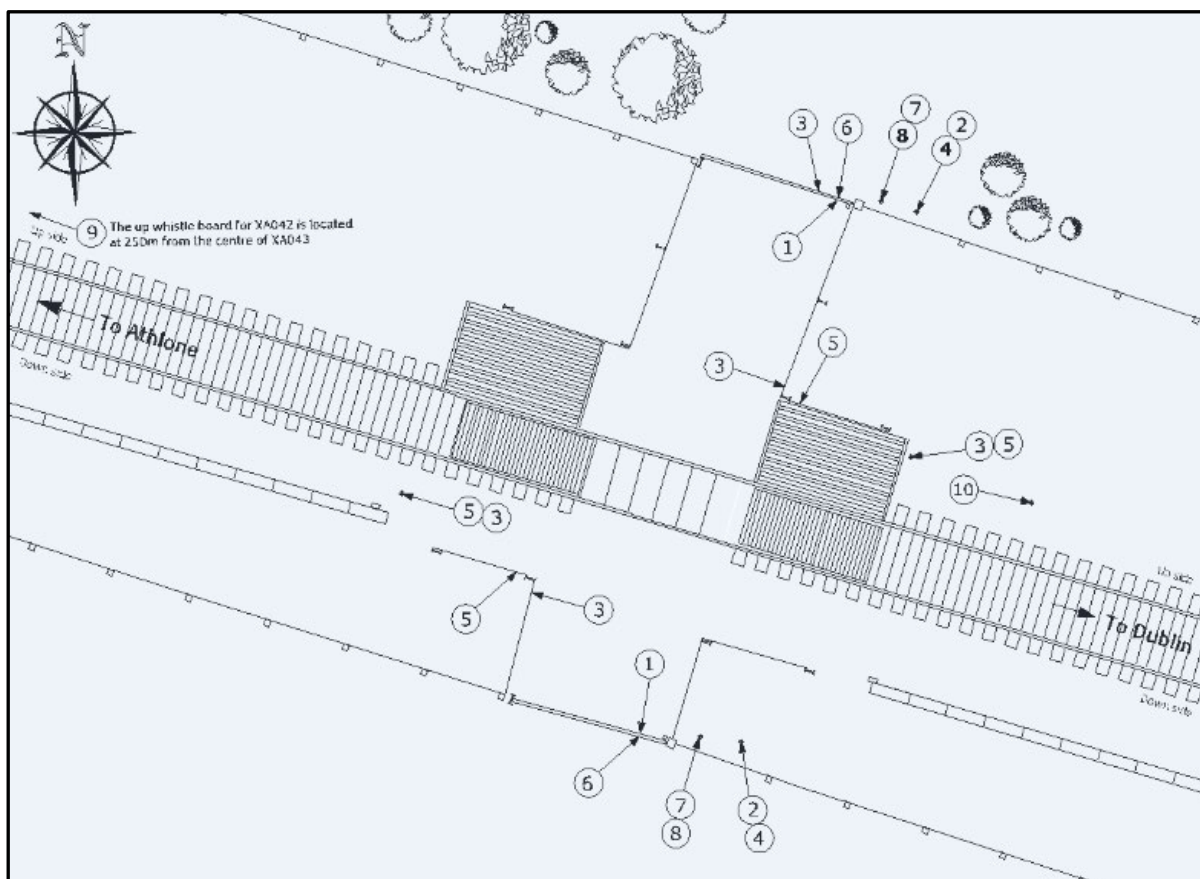 N
7
2
3
6
8
4
9 The up whistle board for XA042 is located
at 250m from the centre of XA043
1
Up side
To Athlone
5
Down side
3
3 5
10
5 3
Up side
5
3
To Dublin
1
Down side
6
7
2
8
4